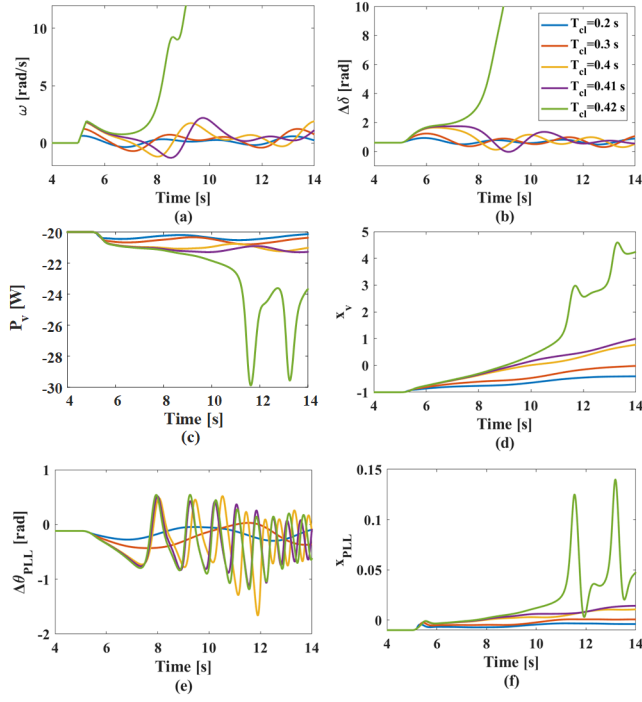 10
5
0
ω [rad/s]
4 6 8 10 12 14
Time [s]
(a)
10
8
6
4
2
0
Δδ [rad]
T_cl=0.2 s
T_cl=0.3 s
T_cl=0.4 s
T_cl=0.41 s
T_cl=0.42 s
4 6 8 10 12 14
Time [s]
(b)
-20
-22
-24
-26
-28
-30
P_v [W]
4 6 8 10 12 14
Time [s]
(c)
5
4
3
2
1
0
-1
x_v
4 6 8 10 12 14
Time [s]
(d)
1
0
-1
-2
Δθ_PLL [rad]
4 6 8 10 12 14
Time [s]
(e)
0.15
0.1
0.05
0
x_PLL
4 6 8 10 12 14
Time [s]
(f)